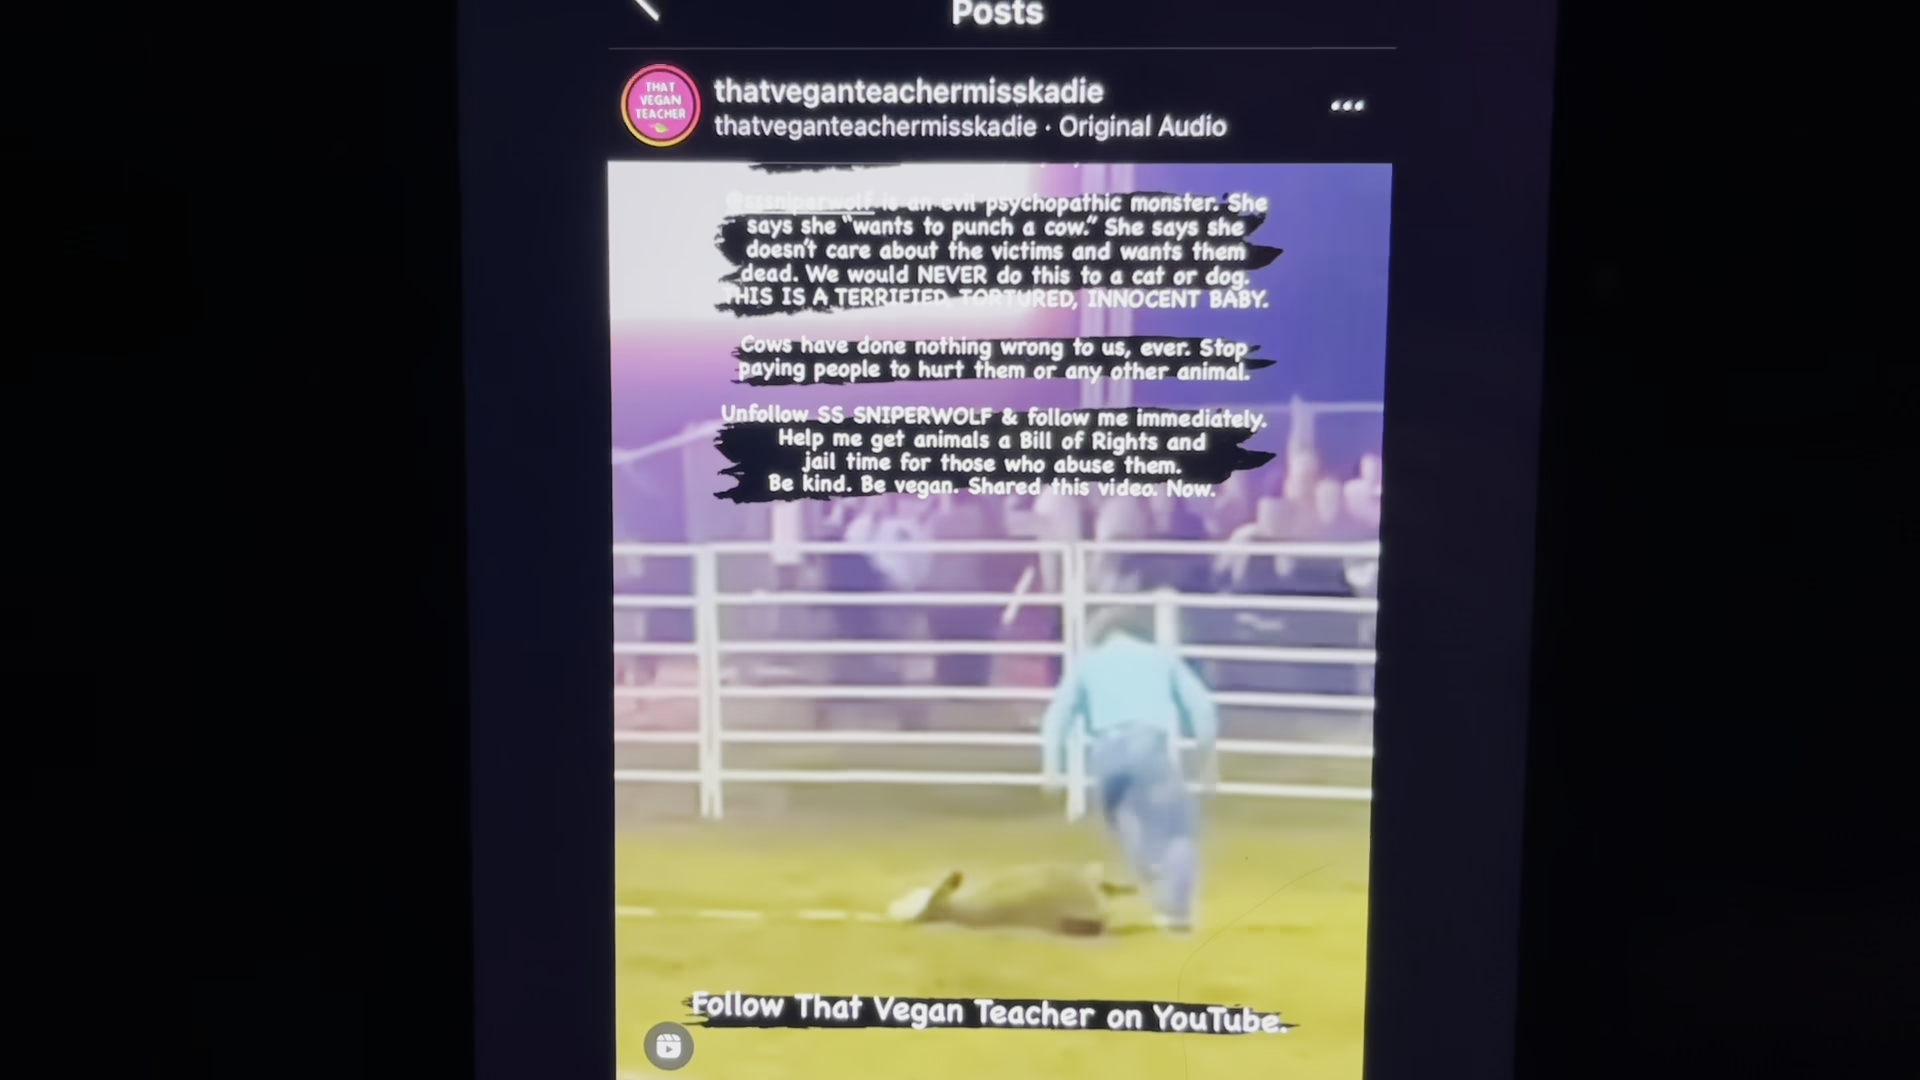 Posts
THAT
VEGAN
TEACHER
thatveganteachermisskadie
thatveganteachermisskadie · Original Audio
@sssniperwolf is an evil psychopathic monster. She
says she "wants to punch a cow." She says she
doesn't care about the victims and wants them
dead. We would NEVER do this to a cat or dog.
THIS IS A TERRIFIED, TORTURED, INNOCENT BABY.
Cows have done nothing wrong to us, ever. Stop
paying people to hurt them or any other animal.
Unfollow SS SNIPERWOLF & follow me immediately.
Help me get animals a Bill of Rights and
jail time for those who abuse them.
Be kind. Be vegan. Shared this video. Now.
Follow That Vegan Teacher on YouTube.